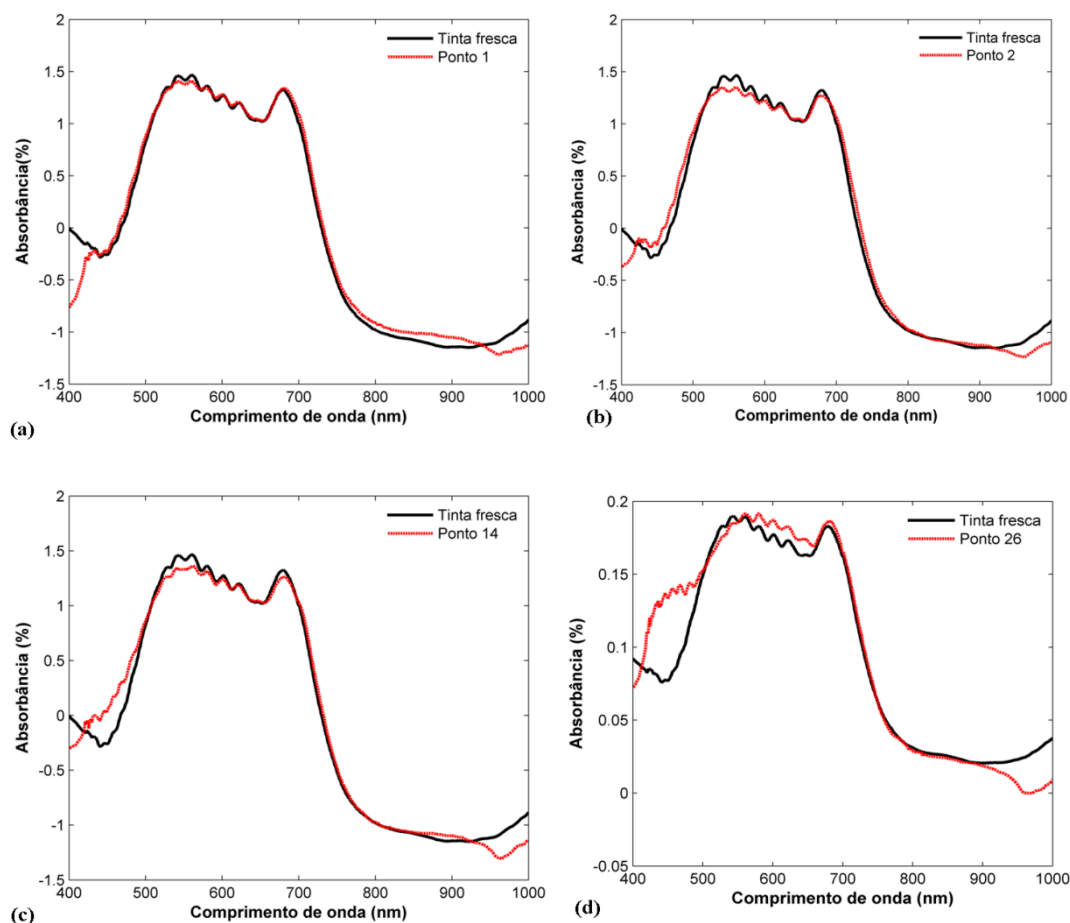 2
1.5
1
0.5
0
-0.5
-1
-1.5
Absorbância(%)
400 500 600 700 800 900 1000
Comprimento de onda (nm)
Tinta fresca
Ponto 1
(a)
2
1.5
1
0.5
0
-0.5
-1
-1.5
Absorbância (%)
400 500 600 700 800 900 1000
Comprimento de onda (nm)
Tinta fresca
Ponto 2
(b)
2
1.5
1
0.5
0
-0.5
-1
-1.5
Absorbância (%)
400 500 600 700 800 900 1000
Comprimento de onda (nm)
Tinta fresca
Ponto 14
(c)
0.2
0.15
0.1
0.05
0
-0.05
Absorbância (%)
400 500 600 700 800 900 1000
Comprimento de onda (nm)
Tinta fresca
Ponto 26
(d)